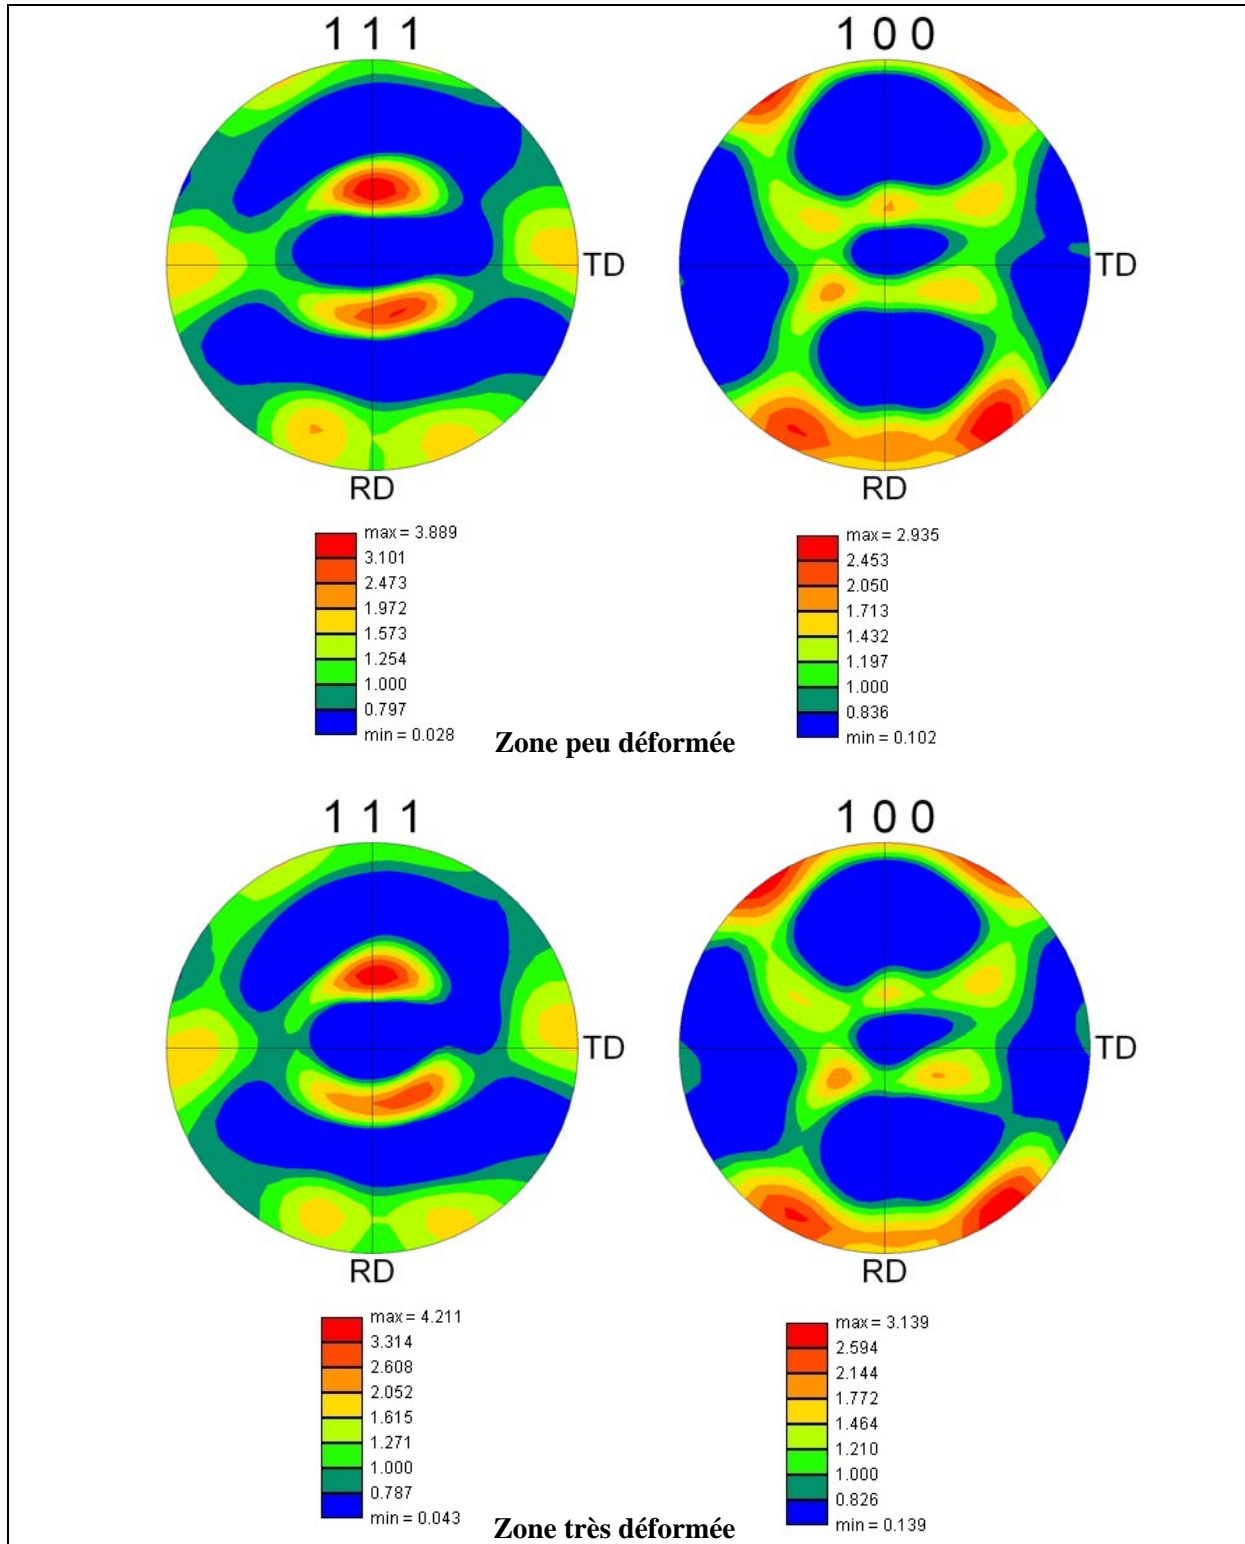 1 1 1
1 0 0
TD
TD
RD
RD
max = 3.889
3.101
2.473
1.972
1.573
1.254
1.000
0.797
min = 0.028
max = 2.935
2.453
2.050
1.713
1.432
1.197
1.000
0.836
min = 0.102
Zone peu déformée
1 1 1
1 0 0
TD
TD
RD
RD
max = 4.211
3.314
2.608
2.052
1.615
1.271
1.000
0.787
min = 0.043
max = 3.139
2.594
2.144
1.772
1.464
1.210
1.000
0.826
min = 0.139
Zone très déformée